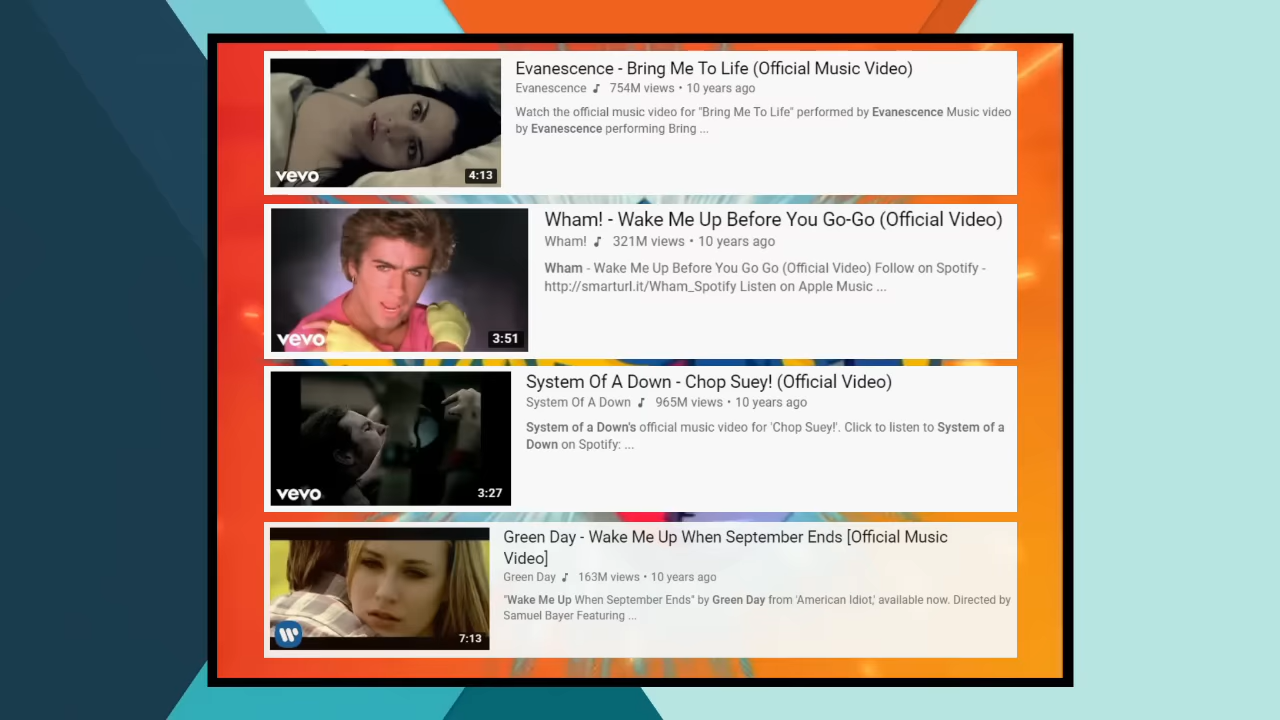 Evanescence - Bring Me To Life (Official Music Video)
Evanescence ♪ 754M views • 10 years ago
Watch the official music video for "Bring Me To Life" performed by Evanescence Music video
by Evanescence performing Bring ...
vevo 4:13
Wham! - Wake Me Up Before You Go-Go (Official Video)
Wham! ♪ 321M views • 10 years ago
Wham - Wake Me Up Before You Go Go (Official Video) Follow on Spotify -
http://smarturl.it/Wham_Spotify Listen on Apple Music ...
vevo 3:51
System Of A Down - Chop Suey! (Official Video)
System Of A Down ♪ 965M views • 10 years ago
System of a Down's official music video for 'Chop Suey!'. Click to listen to System of a
Down on Spotify: ...
vevo 3:27
Green Day - Wake Me Up When September Ends [Official Music
Video]
Green Day ♪ 163M views • 10 years ago
"Wake Me Up When September Ends" by Green Day from 'American Idiot,' available now. Directed by
Samuel Bayer Featuring ...
7:13